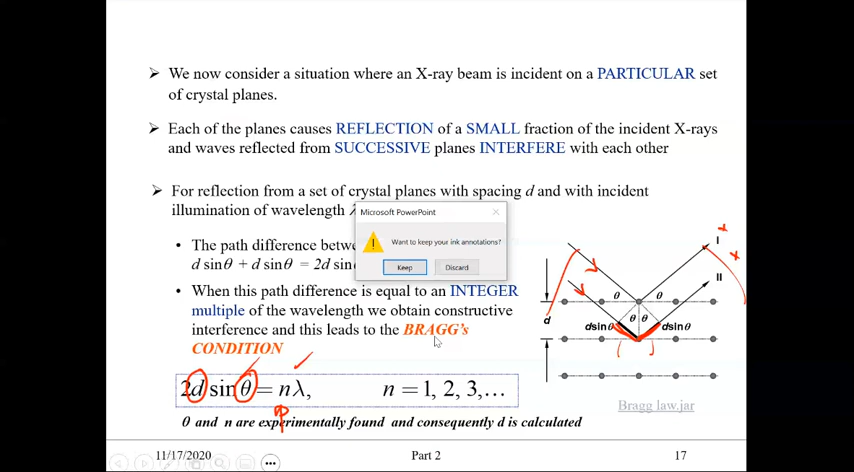 ➢ We now consider a situation where an X-ray beam is incident on a PARTICULAR set
of crystal planes.
➢ Each of the planes causes REFLECTION of a SMALL fraction of the incident X-rays
and waves reflected from SUCCESSIVE planes INTERFERE with each other
➢ For reflection from a set of crystal planes with spacing d and with incident
illumination of wavelength λ
Microsoft PowerPoint
Want to keep your ink annotations?
Keep Discard
• The path difference betw
d sinθ + d sinθ = 2d sin
• When this path difference is equal to an INTEGER
multiple of the wavelength we obtain constructive
interference and this leads to the BRAGG's
CONDITION
2d sin θ = nλ, n = 1, 2, 3,…
θ and n are experimentally found and consequently d is calculated
I
II
θ θ
d
θ θ
dsinθ dsinθ
Bragg law.jar
11/17/2020 Part 2 17